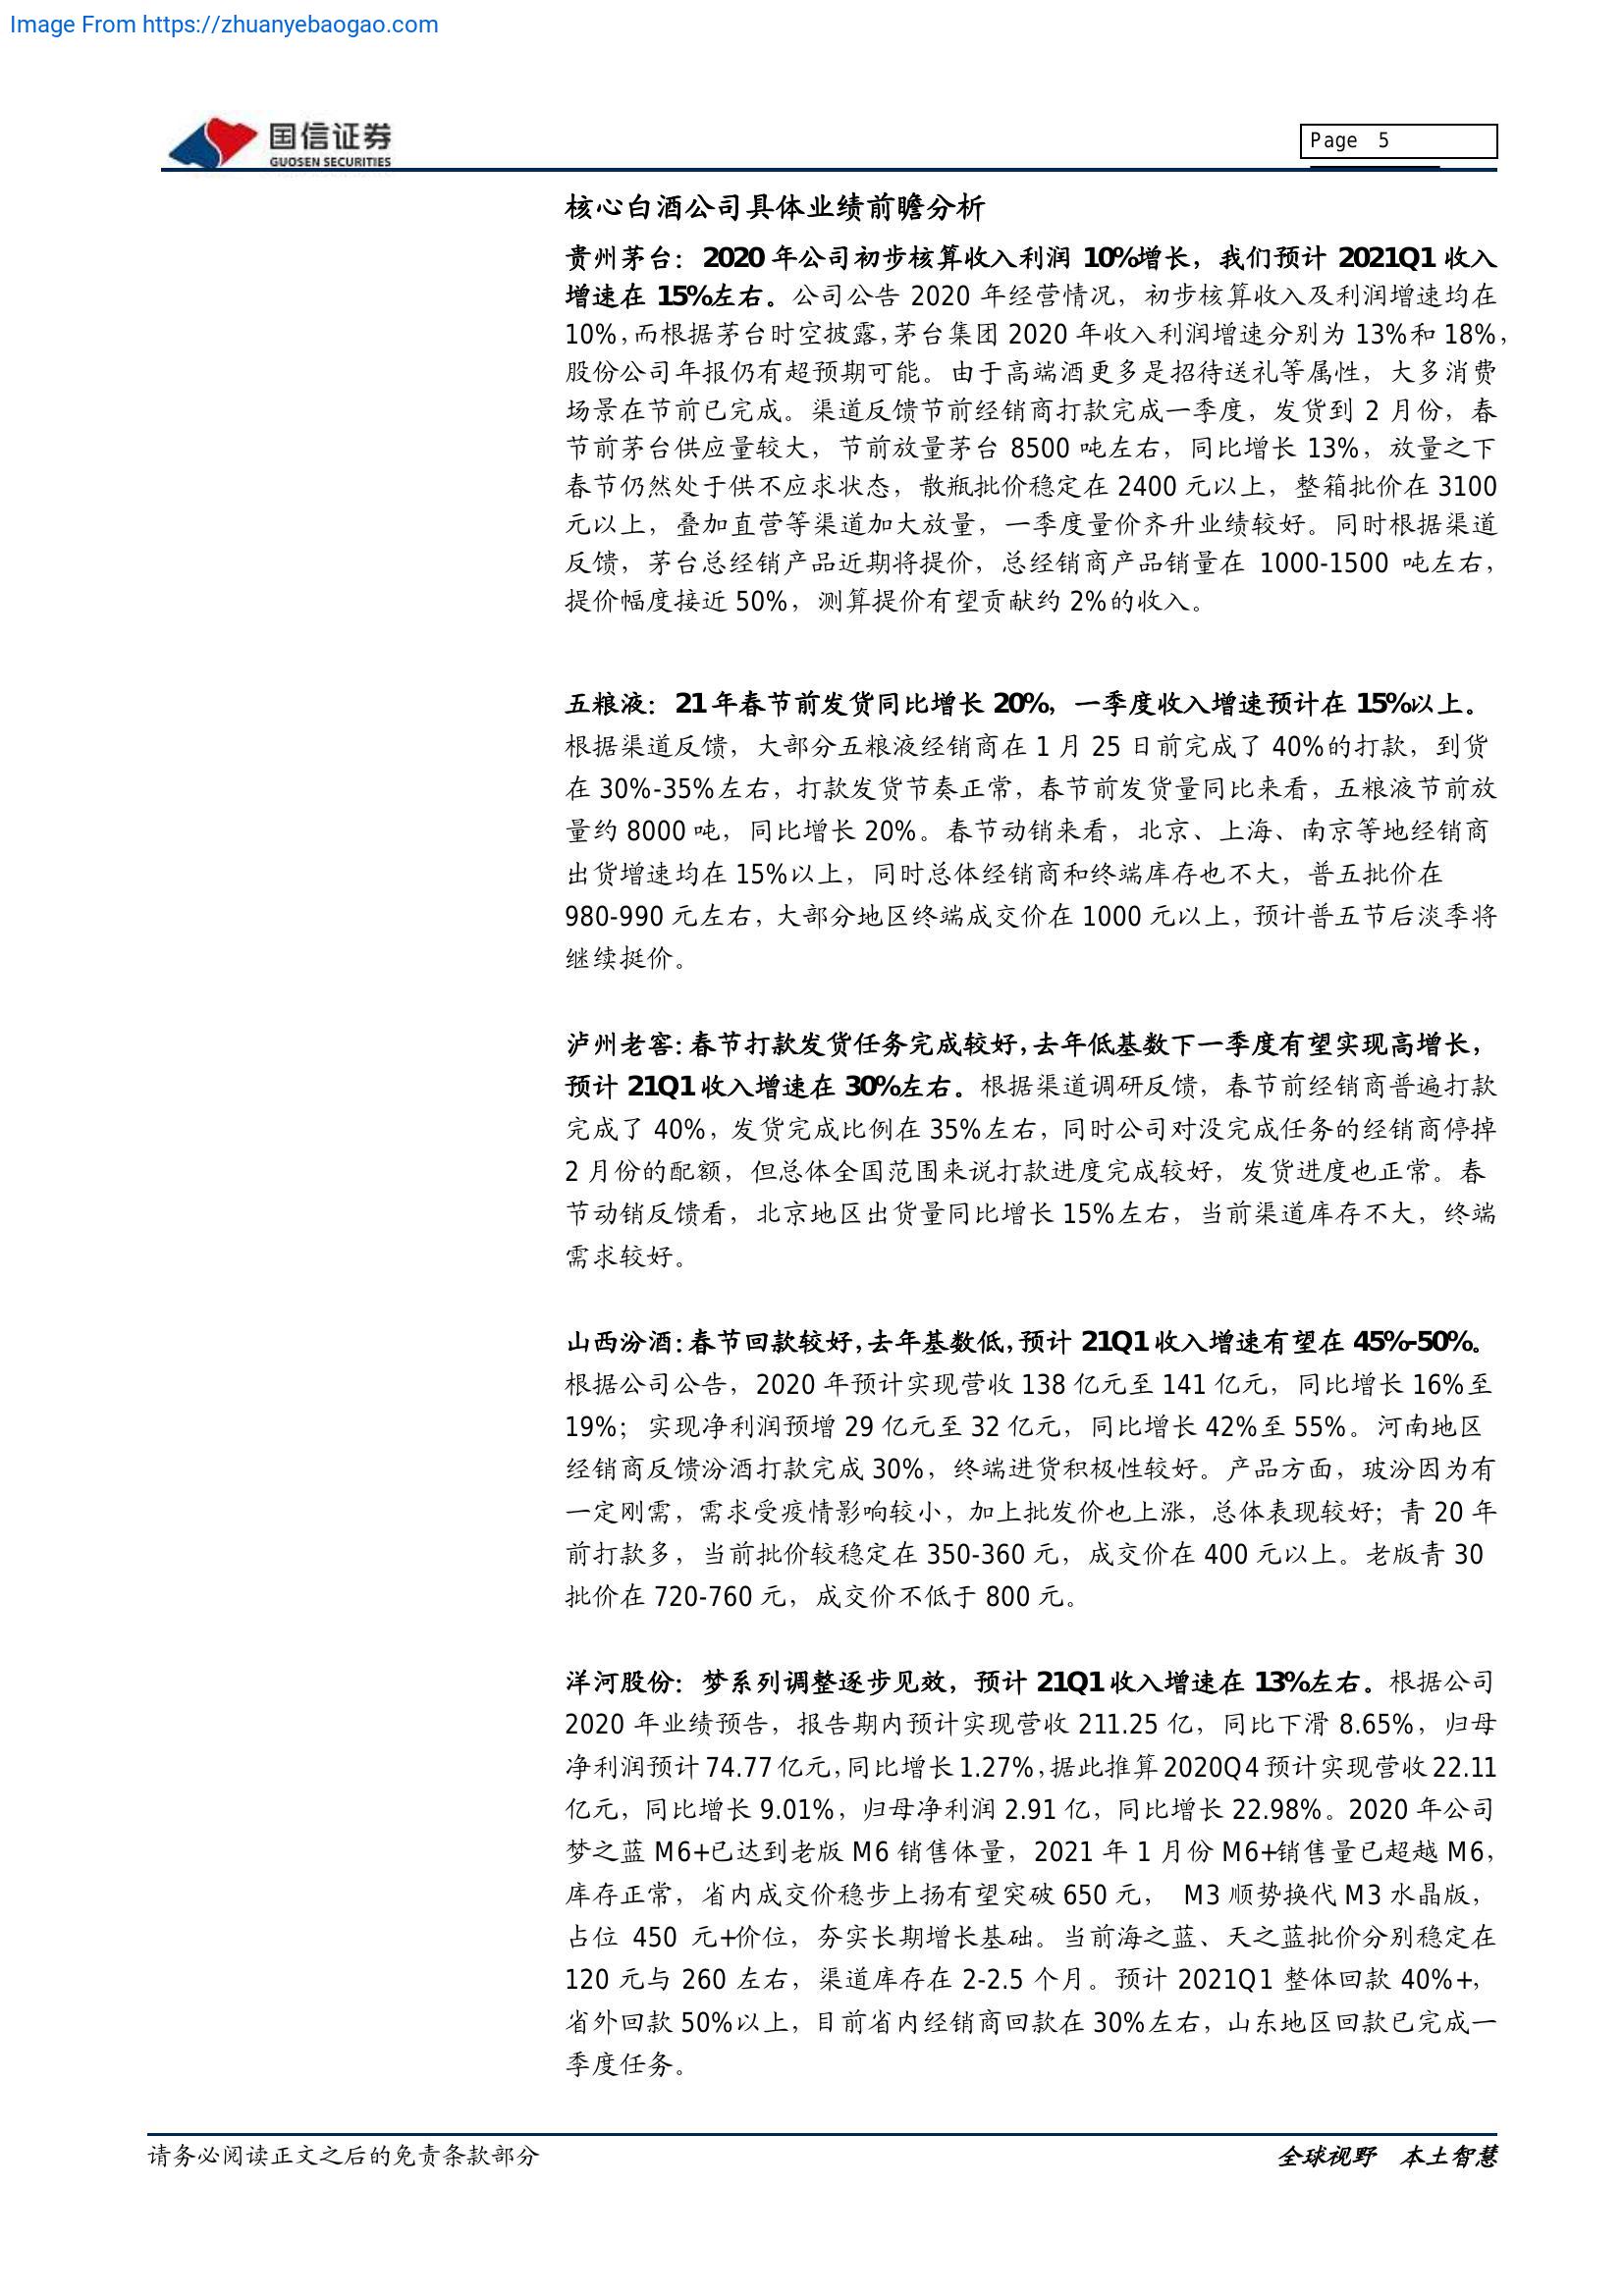 Image From https://zhuanyebaogao.com
国信证券
GUOSEN SECURITIES
Page 5
核心白酒公司具体业绩前瞻分析
贵州茅台：2020 年公司初步核算收入利润 10%增长，我们预计 2021Q1 收入
增速在 15%左右。公司公告 2020 年经营情况，初步核算收入及利润增速均在
10%，而根据茅台时空披露，茅台集团 2020 年收入利润增速分别为 13%和 18%，
股份公司年报仍有超预期可能。由于高端酒更多是招待送礼等属性，大多消费
场景在节前已完成。渠道反馈节前经销商打款完成一季度，发货到 2 月份，春
节前茅台供应量较大，节前放量茅台 8500 吨左右，同比增长 13%，放量之下
春节仍然处于供不应求状态，散瓶批价稳定在 2400 元以上，整箱批价在 3100
元以上，叠加直营等渠道加大放量，一季度量价齐升业绩较好。同时根据渠道
反馈，茅台总经销产品近期将提价，总经销商产品销量在 1000-1500 吨左右，
提价幅度接近 50%，测算提价有望贡献约 2%的收入。
五粮液：21 年春节前发货同比增长 20%，一季度收入增速预计在 15%以上。
根据渠道反馈，大部分五粮液经销商在 1 月 25 日前完成了 40%的打款，到货
在 30%-35%左右，打款发货节奏正常，春节前发货量同比来看，五粮液节前放
量约 8000 吨，同比增长 20%。春节动销来看，北京、上海、南京等地经销商
出货增速均在 15%以上，同时总体经销商和终端库存也不大，普五批价在
980-990 元左右，大部分地区终端成交价在 1000 元以上，预计普五节后淡季将
继续挺价。
泸州老窖：春节打款发货任务完成较好，去年低基数下一季度有望实现高增长，
预计 21Q1 收入增速在 30%左右。根据渠道调研反馈，春节前经销商普遍打款
完成了 40%，发货完成比例在 35%左右，同时公司对没完成任务的经销商停掉
2 月份的配额，但总体全国范围来说打款进度完成较好，发货进度也正常。春
节动销反馈看，北京地区出货量同比增长 15%左右，当前渠道库存不大，终端
需求较好。
山西汾酒：春节回款较好，去年基数低，预计 21Q1 收入增速有望在 45%-50%。
根据公司公告，2020 年预计实现营收 138 亿元至 141 亿元，同比增长 16%至
19%；实现净利润预增 29 亿元至 32 亿元，同比增长 42%至 55%。河南地区
经销商反馈汾酒打款完成 30%，终端进货积极性较好。产品方面，玻汾因为有
一定刚需，需求受疫情影响较小，加上批发价也上涨，总体表现较好；青 20 年
前打款多，当前批价较稳定在 350-360 元，成交价在 400 元以上。老版青 30
批价在 720-760 元，成交价不低于 800 元。
洋河股份：梦系列调整逐步见效，预计 21Q1 收入增速在 13%左右。根据公司
2020 年业绩预告，报告期内预计实现营收 211.25 亿，同比下滑 8.65%，归母
净利润预计 74.77 亿元，同比增长 1.27%，据此推算 2020Q4 预计实现营收 22.11
亿元，同比增长 9.01%，归母净利润 2.91 亿，同比增长 22.98%。2020 年公司
梦之蓝 M6+已达到老版 M6 销售体量，2021 年 1 月份 M6+销售量已超越 M6，
库存正常，省内成交价稳步上扬有望突破 650 元， M3 顺势换代 M3 水晶版，
占位 450 元+价位，夯实长期增长基础。当前海之蓝、天之蓝批价分别稳定在
120 元与 260 左右，渠道库存在 2-2.5 个月。预计 2021Q1 整体回款 40%+，
省外回款 50%以上，目前省内经销商回款在 30%左右，山东地区回款已完成一
季度任务。
请务必阅读正文之后的免责条款部分
全球视野 本土智慧